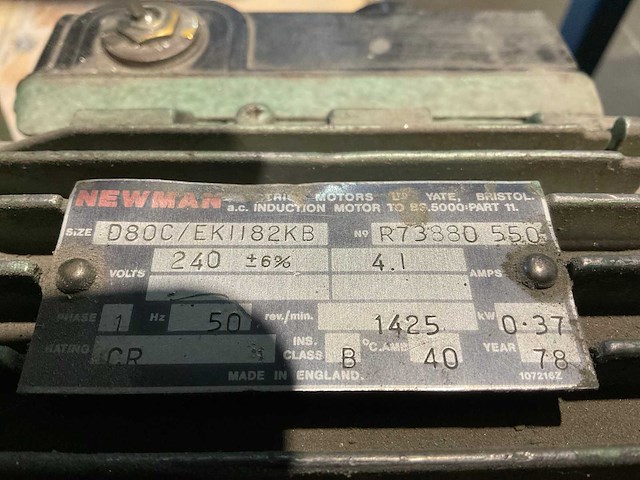 NEWMAN ELECTRIC MOTORS LTD. YATE, BRISTOL.
a.c. INDUCTION MOTOR TO BS.5000:PART 11.
SIZE D80C/EK1182KB Nº R73880 550
VOLTS 240 ±6% 4.1 AMPS
PHASE 1 Hz 50 rev./min. 1425 kW 0.37
RATING CR INS. CLASS B ºC.AMB 40 YEAR 78
MADE IN ENGLAND. 107216Z